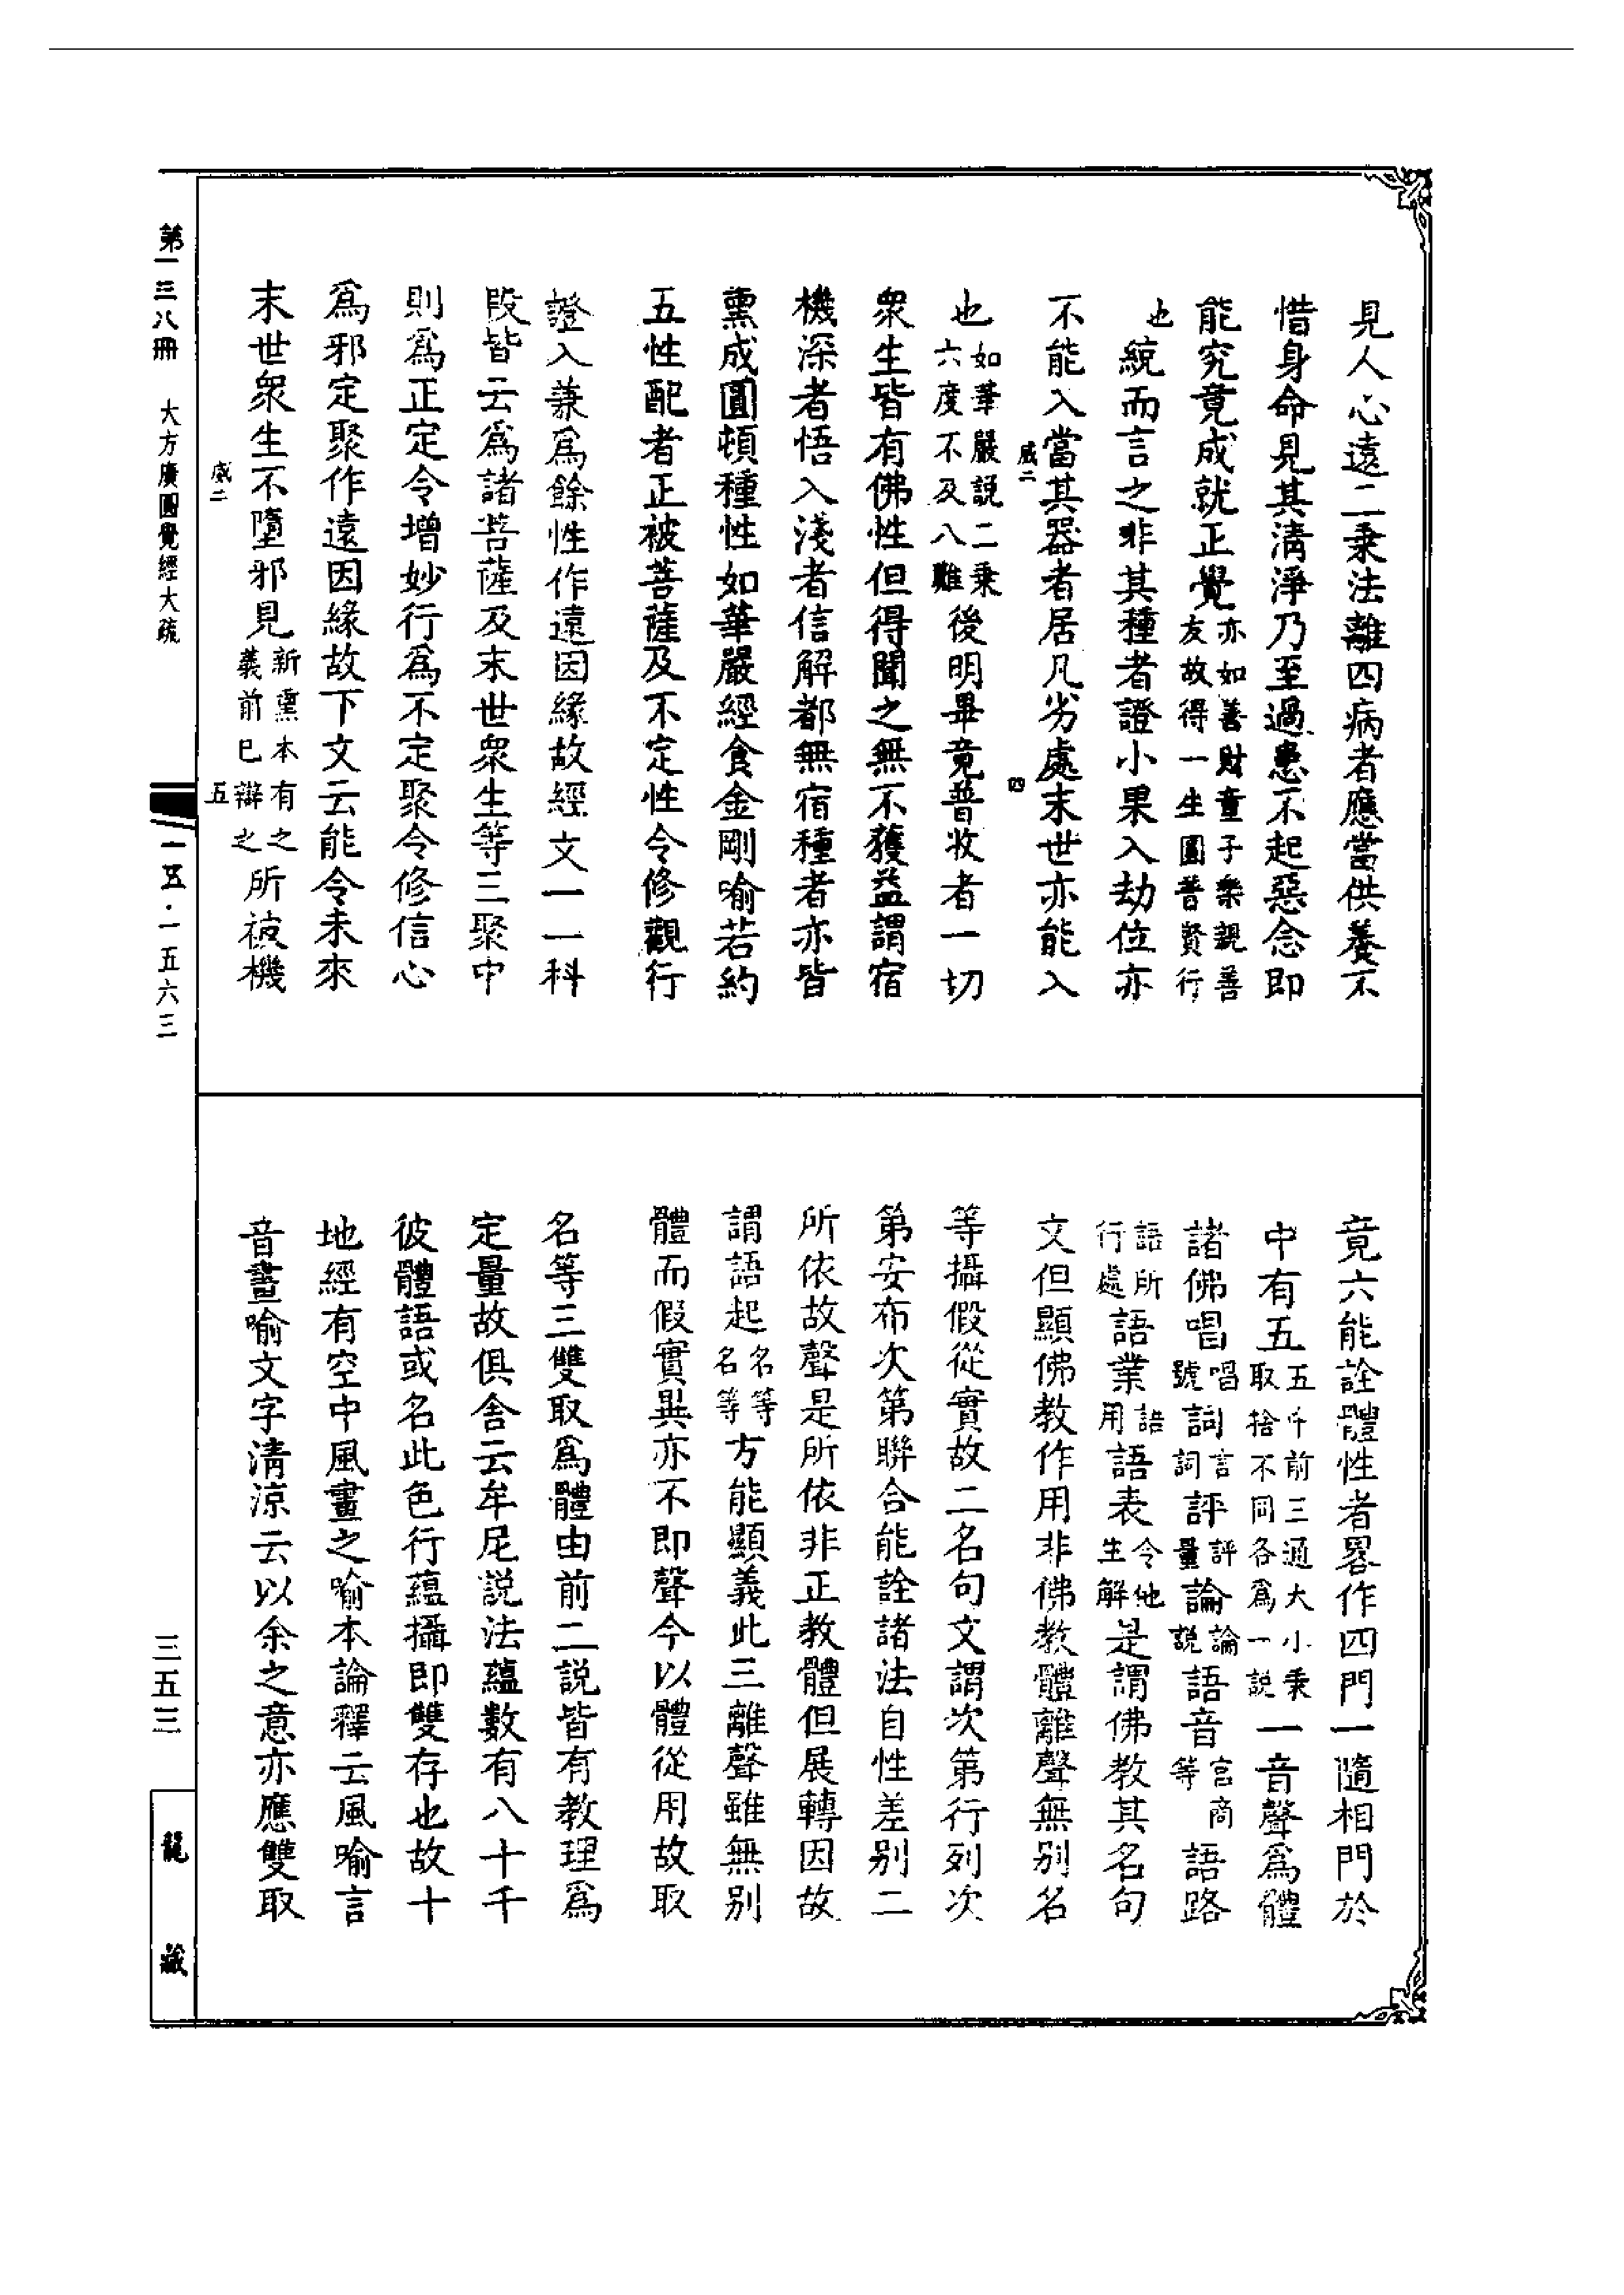 見人心遠二乘法離四病者應當供養不
惜身命見其清淨乃至過患不起惡念即
能究竟成就正覺亦如善財童子樂親善友故得一生圓普賢行
也統而言之非其種者證小果入劫位亦
不能入當其器者居凡劣處末世亦能入
也如華嚴説二乘六度不及八難後明畢竟普收者一切
衆生皆有佛性但得聞之無不獲益謂宿
機深者悟入淺者信解都無宿種者亦皆
熏成圓頓種性如華嚴經食金剛喻若約
五性配者正被菩薩及不定性令修觀行
證入兼爲餘性作遠因緣故經文一一科
段皆云爲諸菩薩及末世衆生等三聚中
則爲正定令增妙行爲不定聚令修信心
爲邪定聚作遠因緣故下文云能令未來
末世衆生不墮邪見新熏本有之義前已辯之所被機
竟六能詮體性者畧作四門一隨相門於
中有五五千前三通大小乘取捨不同各爲一説一音聲爲體
諸佛唱唱號詞言詞評評量論論説語音宮商等語路
語所行處語業語用語表令他生解是謂佛教其名句
文但顯佛教作用非佛教體離聲無別名
等攝假從實故二名句文謂次第行列次
第安布次第聯合能詮諸法自性差別二
所依故聲是所依非正教體但展轉因故
謂語起名等名等方能顯義此三離聲雖無別
體而假實異亦不即聲今以體從用故取
名等三雙取爲體由前二説皆有教理爲
定量故俱舍云牟尼説法蘊數有八十千
彼體語或名此色行蘊攝即雙存也故十
地經有空中風畫之喻本論釋云風喻言
音畫喻文字清涼云以余之意亦應雙取
第一三八冊　大方廣圓覺經大疏
一五・一五六三
三五三
龍藏